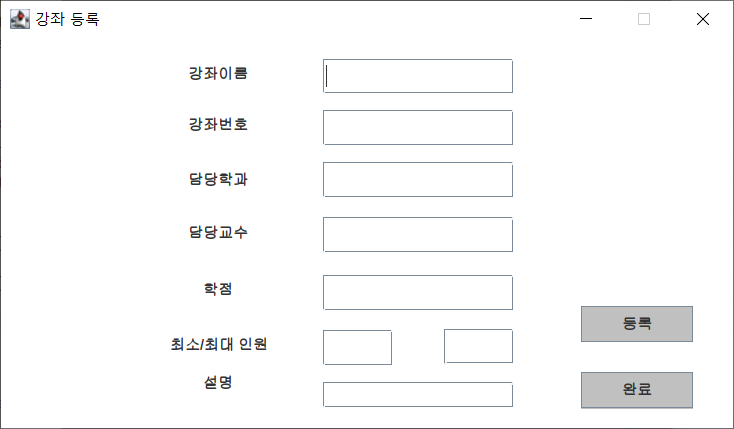 강좌 등록
강좌이름
강좌번호
담당학과
담당교수
학점
최소/최대 인원
설명
등록
완료